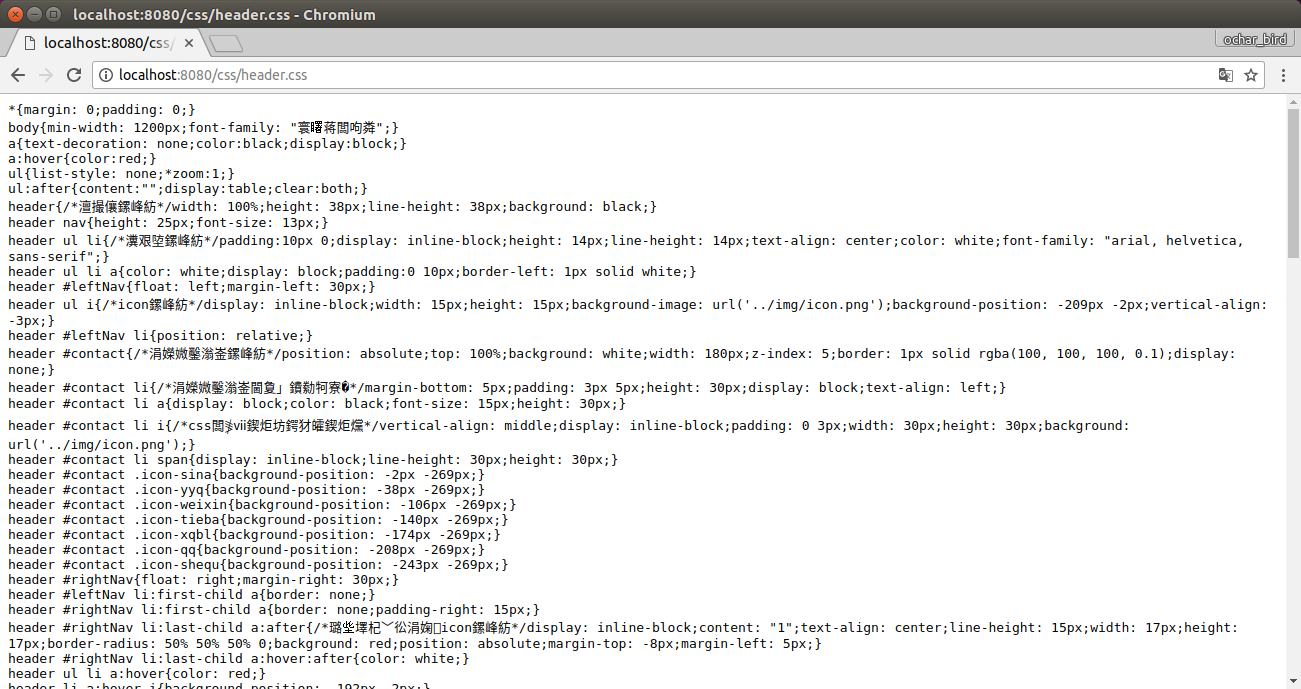 localhost:8080/css/header.css - Chromium
localhost:8080/css/
ochar_bird
localhost:8080/css/header.css
*{margin: 0;padding: 0;}
body{min-width: 1200px;font-family: "寰曙蒋闆呴粦";}
a{text-decoration: none;color:black;display:block;}
a:hover{color:red;}
ul{list-style: none;*zoom:1;}
ul:after{content:"";display:table;clear:both;}
header{/*澶撮儴鏍峰紡*/width: 100%;height: 38px;line-height: 38px;background: black;}
header nav{height: 25px;font-size: 13px;}
header ul li{/*瀵艰埅鏍峰紡*/padding:10px 0;display: inline-block;height: 14px;line-height: 14px;text-align: center;color: white;font-family: "arial, helvetica,
sans-serif";}
header ul li a{color: white;display: block;padding:0 10px;border-left: 1px solid white;}
header #leftNav{float: left;margin-left: 30px;}
header ul i{/*icon鏍峰紡*/display: inline-block;width: 15px;height: 15px;background-image: url('../img/icon.png');background-position: -209px -2px;vertical-align:
-3px;}
header #leftNav li{position: relative;}
header #contact{/*涓嬫媺鑿滃崟鏍峰紡*/position: absolute;top: 100%;background: white;width: 180px;z-index: 5;border: 1px solid rgba(100, 100, 100, 0.1);display:
none;}
header #contact li{/*涓嬫媺鑿滃崟閫夐」鐨勬牱寮�*/margin-bottom: 5px;padding: 3px 5px;height: 30px;display: block;text-align: left;}
header #contact li a{display: block;color: black;font-size: 15px;height: 30px;}
header #contact li i{/*css*/vertical-align: middle;display: inline-block;padding: 0 3px;width: 30px;height: 30px;background:
url('../img/icon.png');}
header #contact li span{display: inline-block;line-height: 30px;height: 30px;}
header #contact .icon-sina{background-position: -2px -269px;}
header #contact .icon-yyq{background-position: -38px -269px;}
header #contact .icon-weixin{background-position: -106px -269px;}
header #contact .icon-tieba{background-position: -140px -269px;}
header #contact .icon-xqbl{background-position: -174px -269px;}
header #contact .icon-qq{background-position: -208px -269px;}
header #contact .icon-shequ{background-position: -243px -269px;}
header #rightNav{float: right;margin-right: 30px;}
header #leftNav li:first-child a{border: none;}
header #rightNav li:first-child a{border: none;padding-right: 15px;}
header #rightNav li:last-child a:after{/*icon鏍峰紡*/display: inline-block;content: "1";text-align: center;line-height: 15px;width: 17px;height:
17px;border-radius: 50% 50% 50% 0;background: red;position: absolute;margin-top: -8px;margin-left: 5px;}
header #rightNav li:last-child a:hover:after{color: white;}
header ul li a:hover{color: red;}
header li a:hover i{background-position: -192px -2px;}